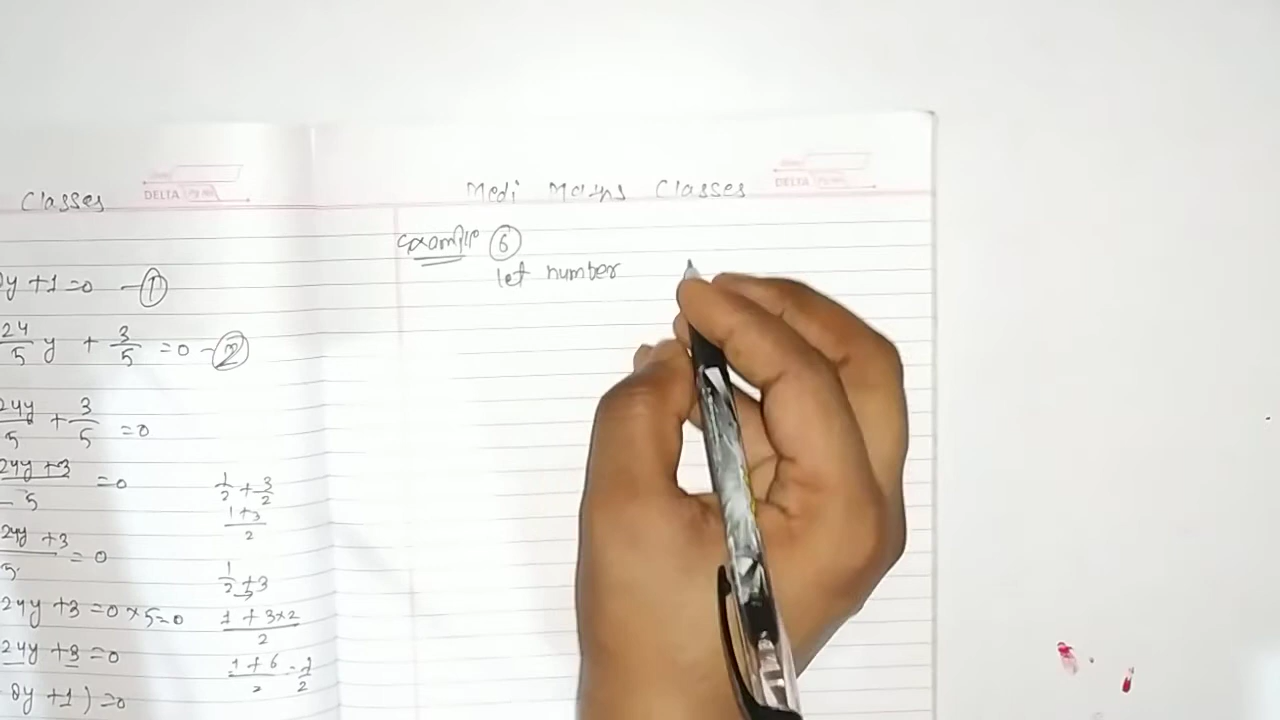 Classes
DELTA
y + 1 = 0 - ①
24/5 y + 3/5 = 0 - ②
24y/5 + 3/5 = 0
24y + 3/5 = 0
24y + 3/5 = 0
24y + 3 = 0 × 5 = 0
24y + 3 = 0
y + 1 ) = 0
1/2 + 3/2
1 + 3/2
1/2 + 3
1 + 3×2/2
1 + 6/2 = 7/2
Medi Maths Classes
DELTA
Example ⑥
let number